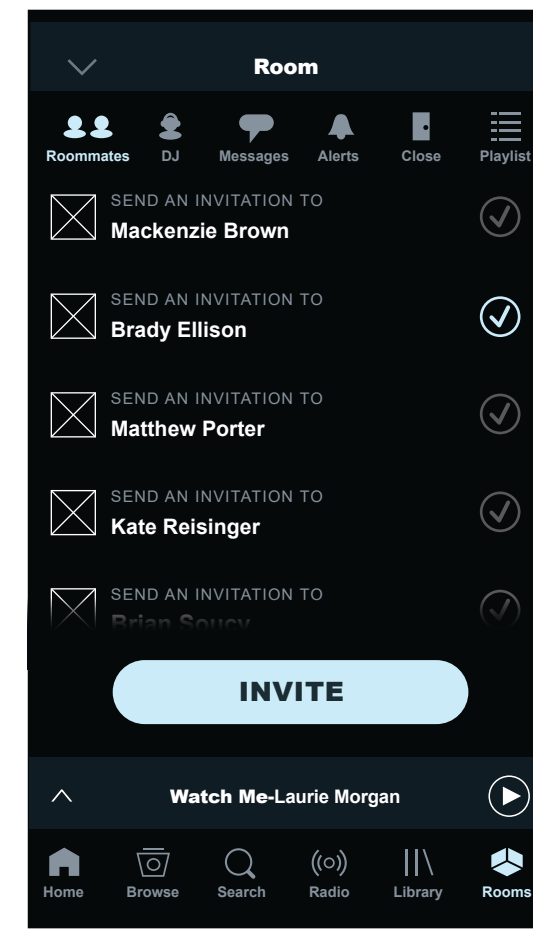 Room
Roommates DJ Messages Alerts Close Playlist
SEND AN INVITATION TO
Mackenzie Brown
SEND AN INVITATION TO
Brady Ellison
SEND AN INVITATION TO
Matthew Porter
SEND AN INVITATION TO
Kate Reisinger
SEND AN INVITATION TO
Brian Soucy
INVITE
Watch Me-Laurie Morgan
Home Browse Search Radio Library Rooms